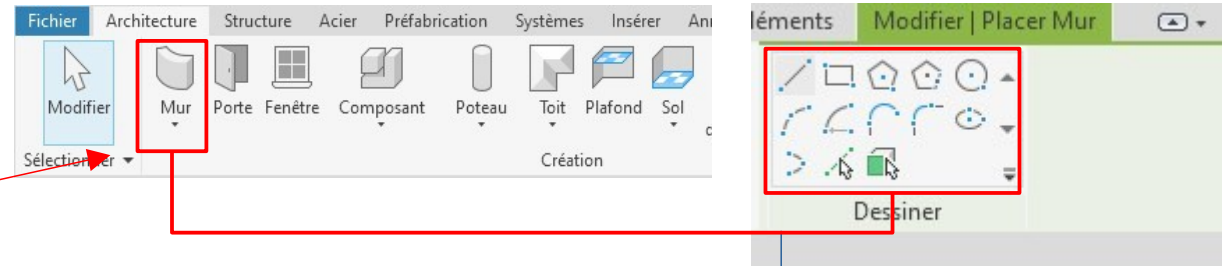 Fichier Architecture Structure Acier Préfabrication Systèmes Insérer
Modifier Mur Porte Fenêtre Composant Poteau Toit Plafond Sol
Sélectionner Création
léments Modifier | Placer Mur
Dessiner